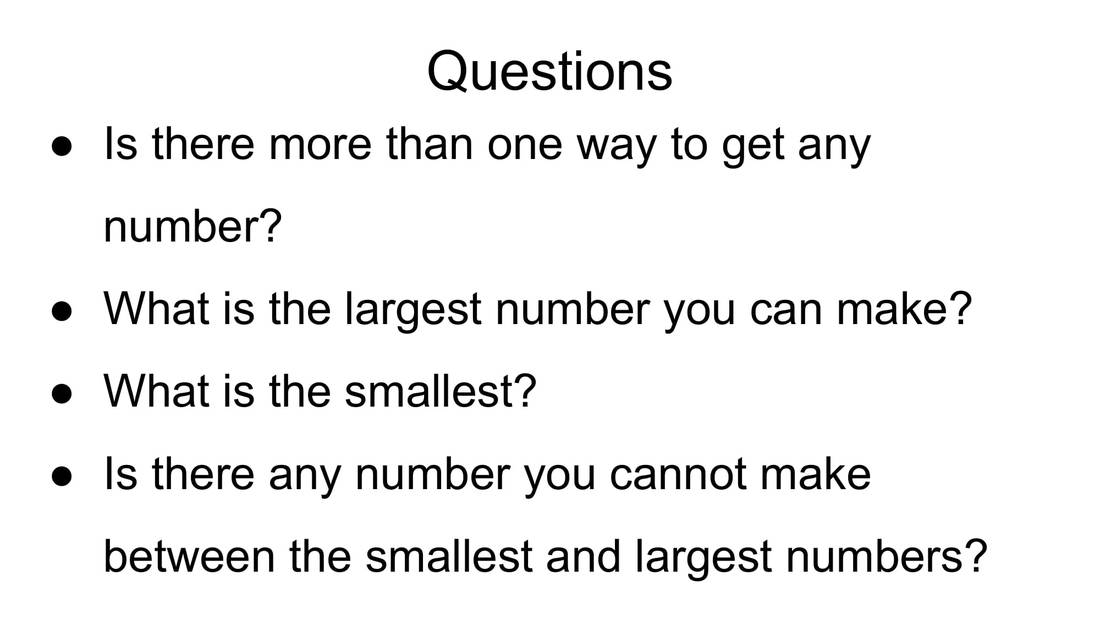 Questions
● Is there more than one way to get any
number?
● What is the largest number you can make?
● What is the smallest?
● Is there any number you cannot make
between the smallest and largest numbers?